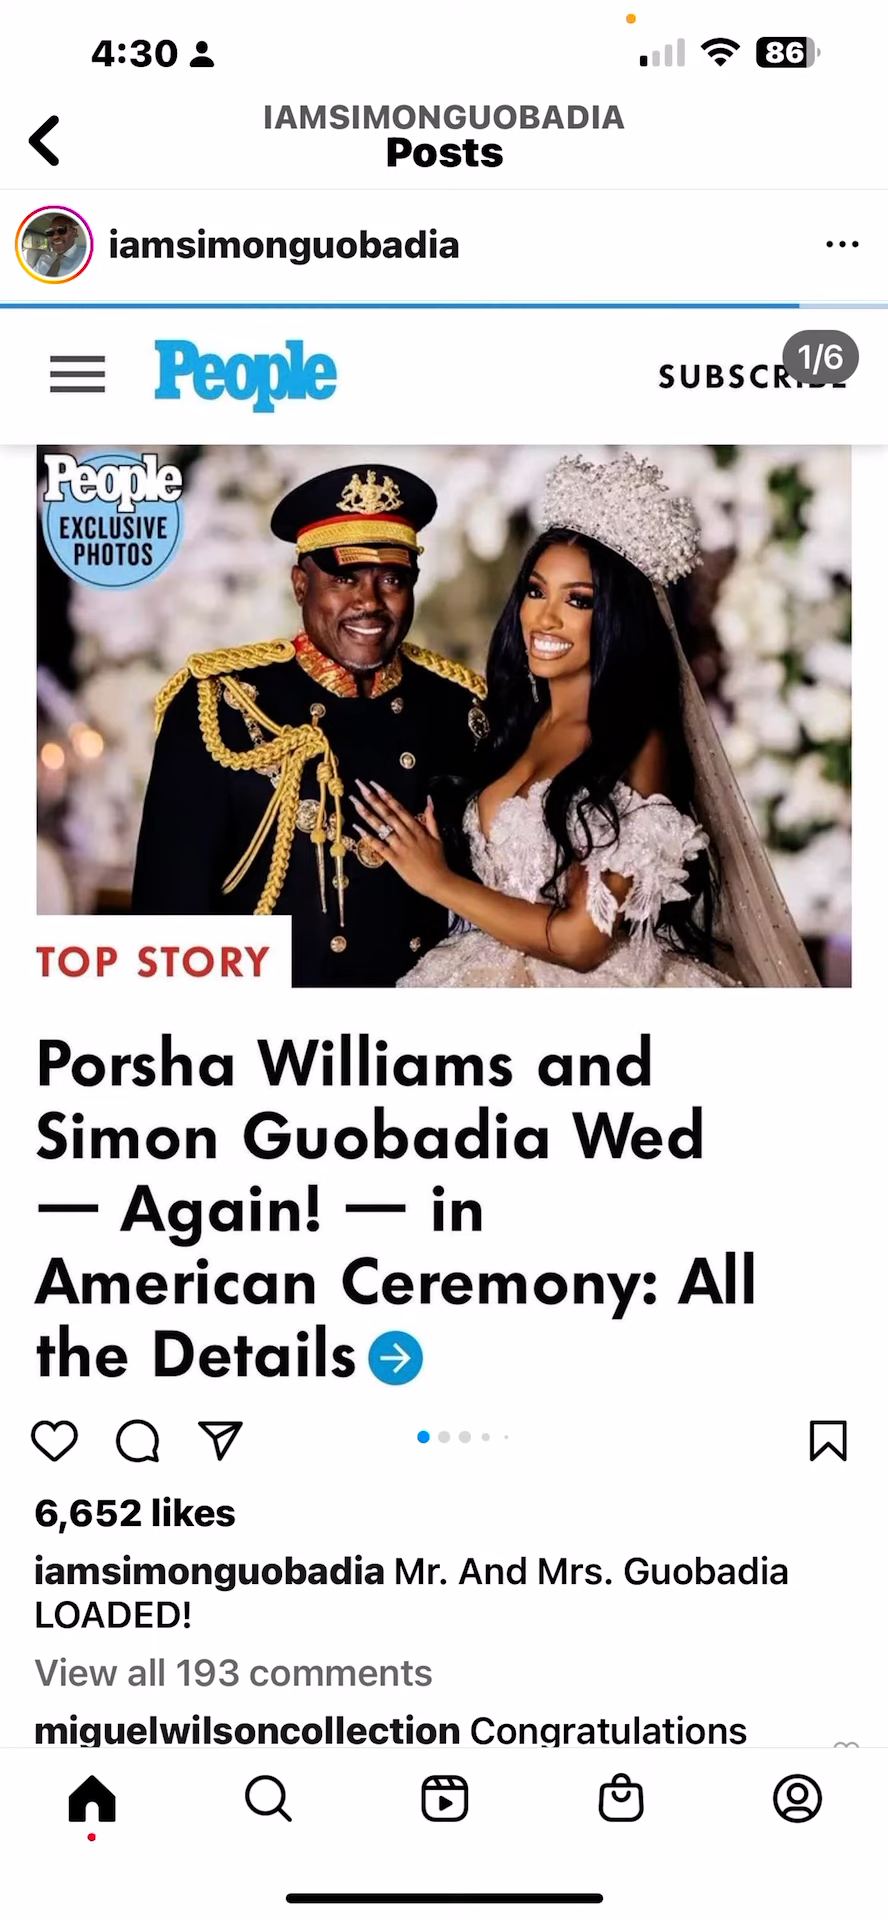 4:30
86
IAMSIMONGUOBADIA
Posts
iamsimonguobadia
People
SUBSCRIBE
1/6
People
EXCLUSIVE
PHOTOS
TOP STORY
Porsha Williams and
Simon Guobadia Wed
— Again! — in
American Ceremony: All
the Details
6,652 likes
iamsimonguobadia Mr. And Mrs. Guobadia
LOADED!
View all 193 comments
miguelwilsoncollection Congratulations